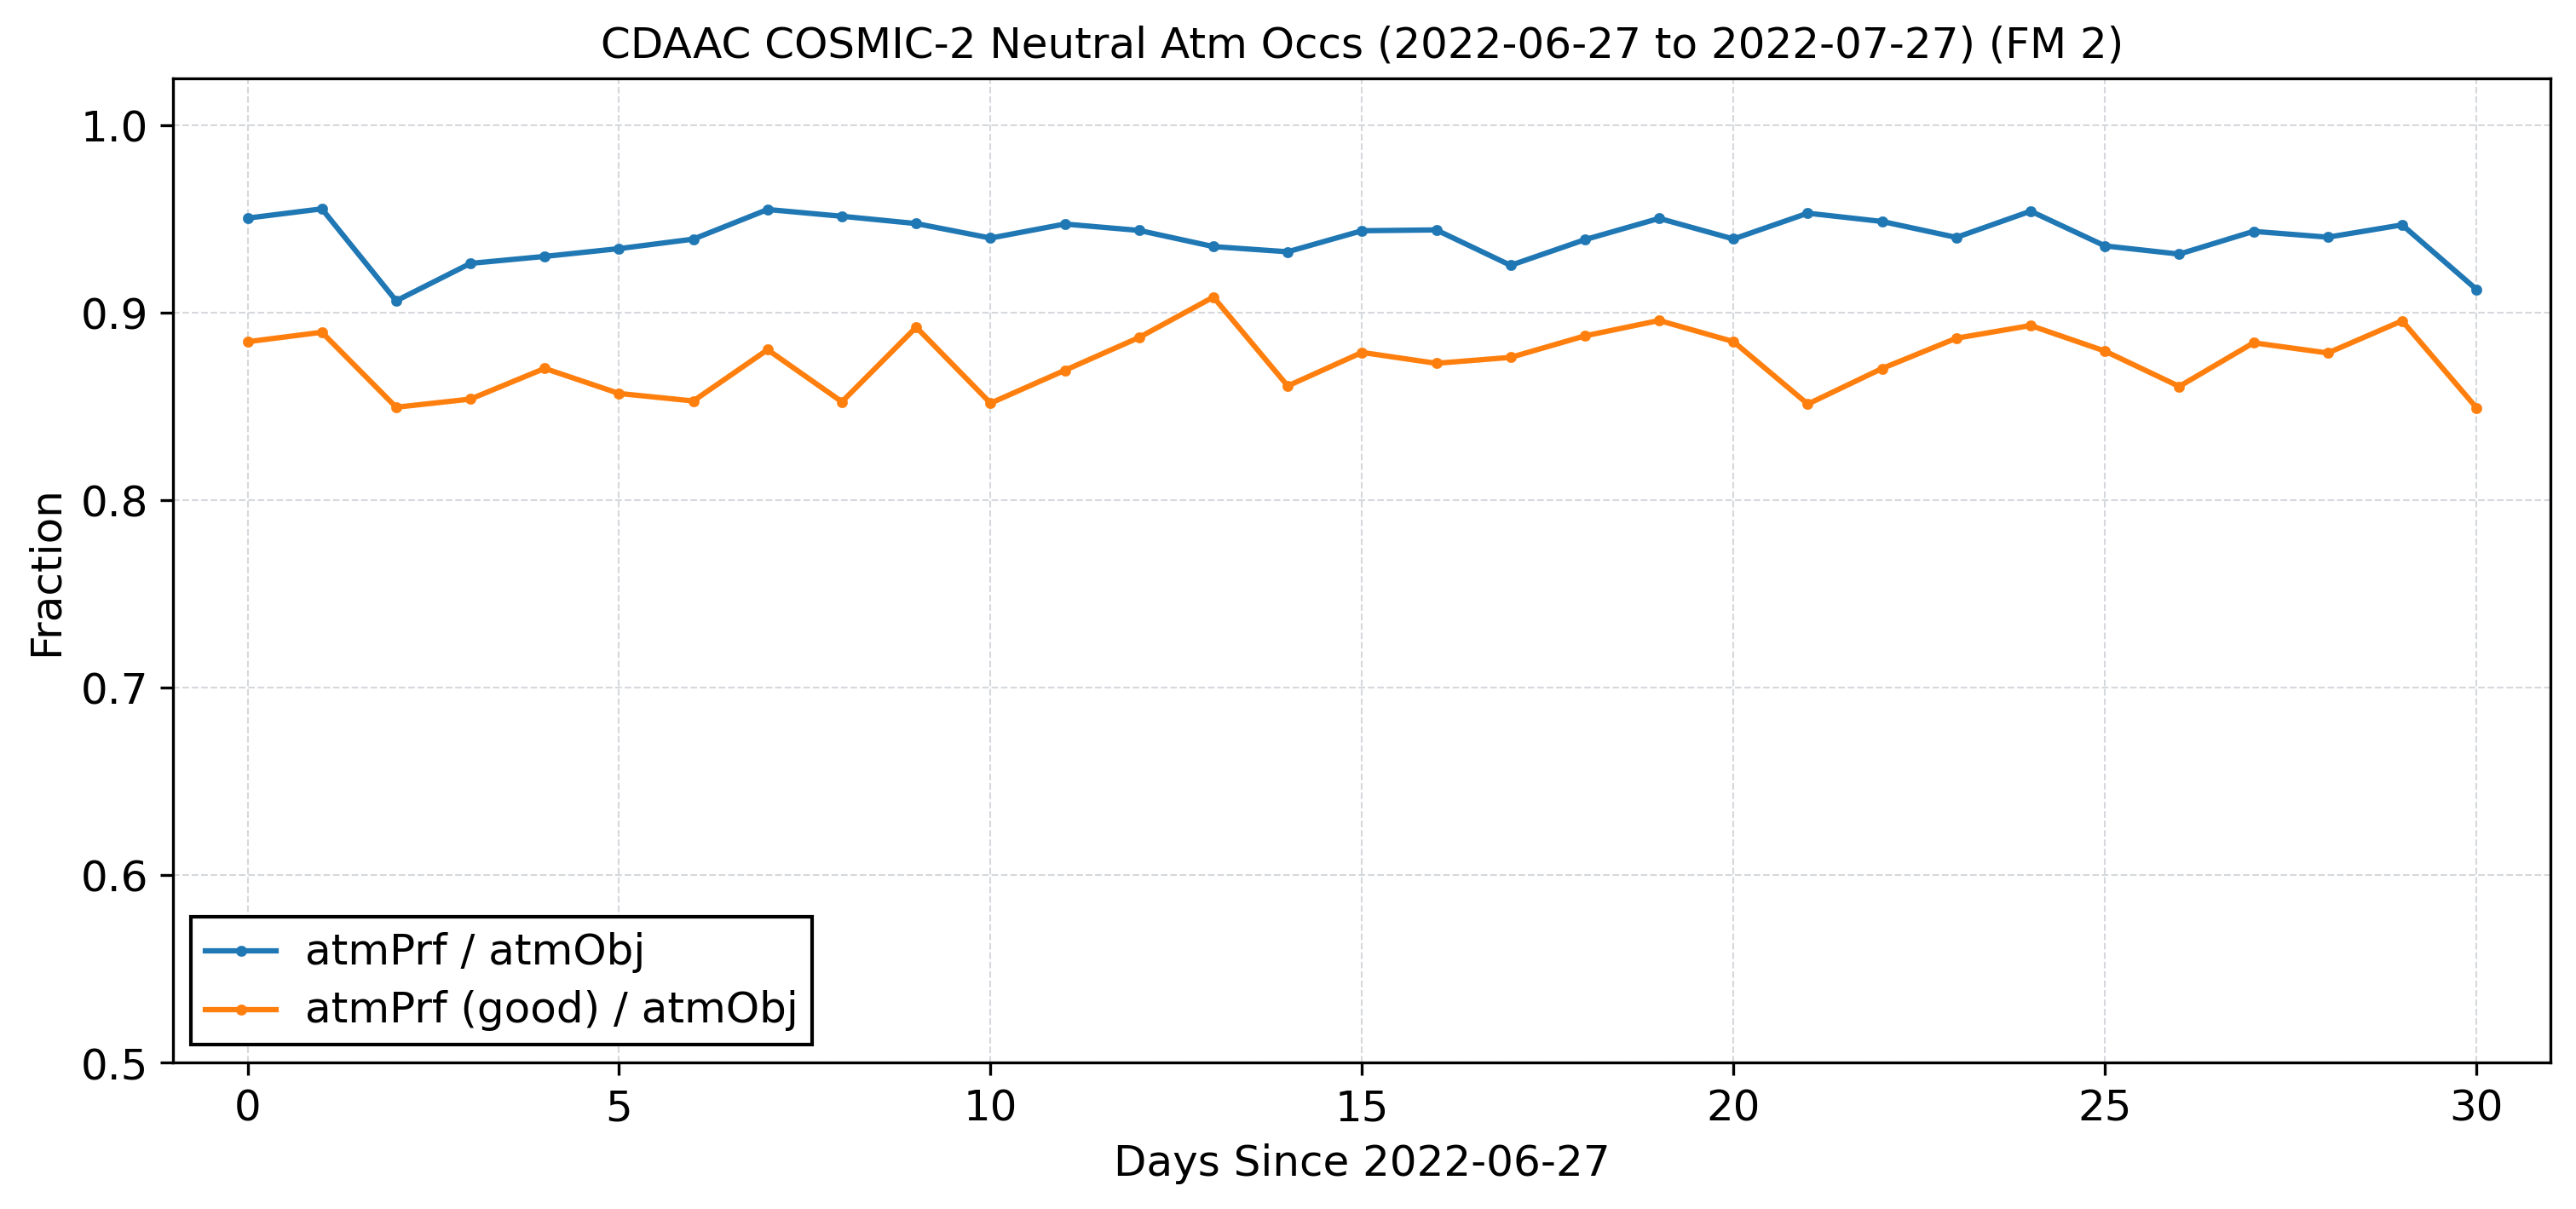 CDAAC COSMIC-2 Neutral Atm Occs (2022-06-27 to 2022-07-27) (FM 2)
1.0
0.9
0.8
0.7
0.6
0.5
Fraction
atmPrf / atmObj
atmPrf (good) / atmObj
0 5 10 15 20 25 30
Days Since 2022-06-27